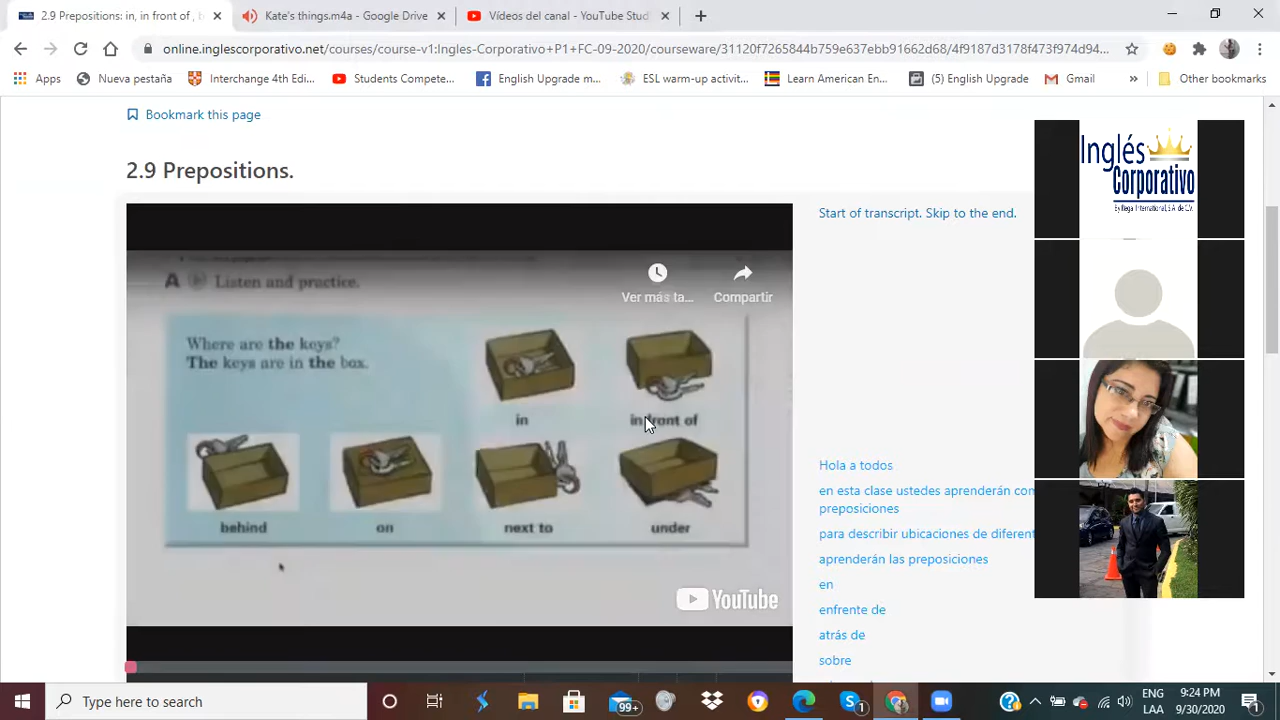 2.9 Prepositions: in, in front of , b
Kate's things.m4a - Google Drive
Vídeos del canal - YouTube Stud
online.inglescorporativo.net/courses/course-v1:Ingles-Corporativo+P1+FC-09-2020/courseware/31120f7265844b759e637ebb91662d68/4f9187d3178f473f974d94...
Apps
Nueva pestaña
Interchange 4th Edi...
Students Compete...
English Upgrade m...
ESL warm-up activit...
Learn American En...
(5) English Upgrade
Gmail
»
Other bookmarks
Bookmark this page
2.9 Prepositions.
A Listen and practice.
Ver más ta...
Compartir
Where are the keys?
The keys are in the box.
in
in front of
behind
on
next to
under
YouTube
Start of transcript. Skip to the end.
Hola a todos
en esta clase ustedes aprenderán con
preposiciones
para describir ubicaciones de diferent
aprenderán las preposiciones
en
enfrente de
atrás de
sobre
Inglés
Corporativo
Type here to search
99+
1
ENG
LAA
9:24 PM
9/30/2020
1